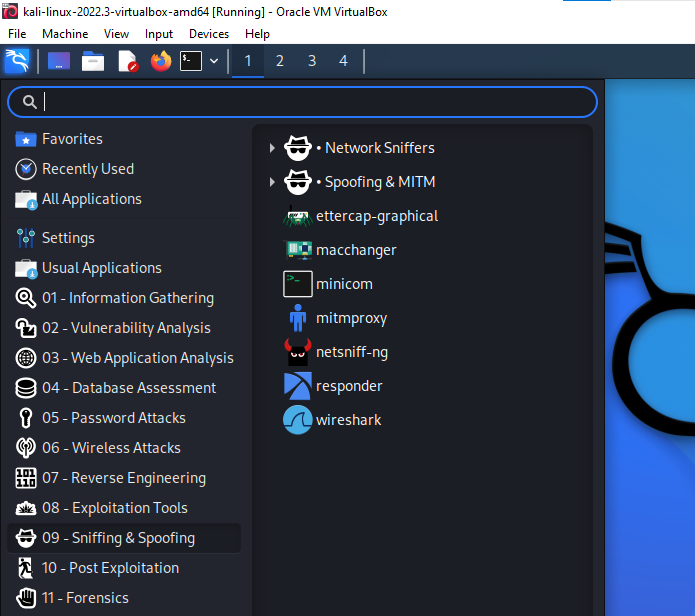 kali-linux-2022.3-virtualbox-amd64 [Running] - Oracle VM VirtualBox
File Machine View Input Devices Help
1 2 3 4
Favorites
Recently Used
All Applications
Settings
Usual Applications
01 - Information Gathering
02 - Vulnerability Analysis
03 - Web Application Analysis
04 - Database Assessment
05 - Password Attacks
06 - Wireless Attacks
07 - Reverse Engineering
08 - Exploitation Tools
09 - Sniffing & Spoofing
10 - Post Exploitation
11 - Forensics
• Network Sniffers
• Spoofing & MITM
ettercap-graphical
macchanger
minicom
mitmproxy
netsniff-ng
responder
wireshark